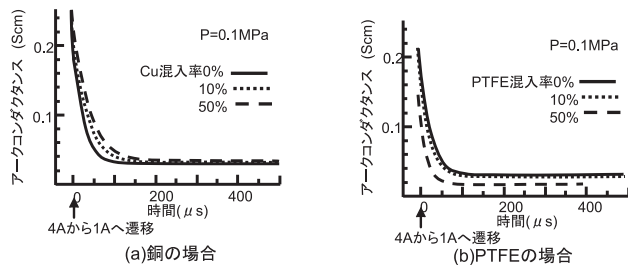 アークコンダクタンス (Scm)
0.2
0.1
P=0.1MPa
Cu混入率0%
10%
50%
0
200
400
時間(μs)
4Aから1Aへ遷移
(a)銅の場合
アークコンダクタンス (Scm)
0.2
0.1
P=0.1MPa
PTFE混入率0%
10%
50%
0
200
400
時間(μs)
4Aから1Aへ遷移
(b)PTFEの場合